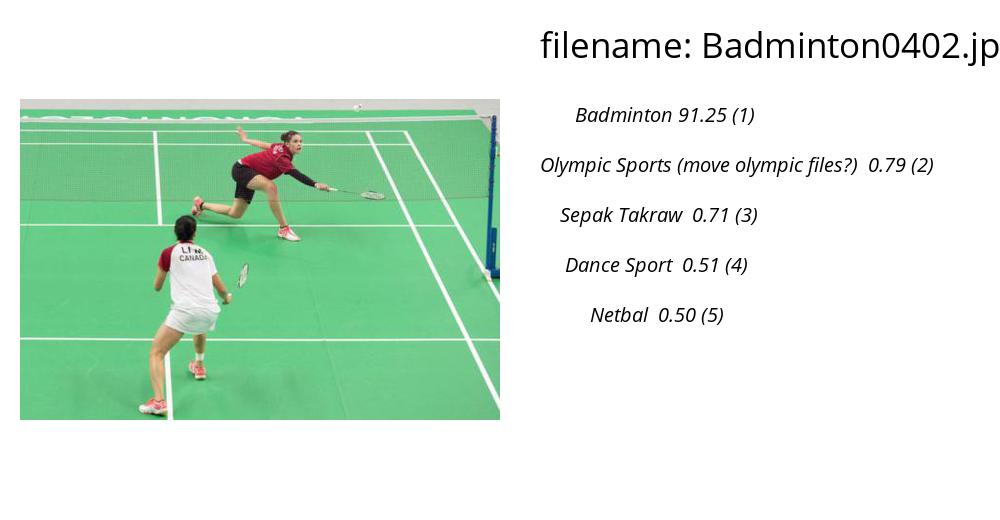 filename: Badminton0402.jp
Badminton 91.25 (1)
Olympic Sports (move olympic files?) 0.79 (2)
Sepak Takraw 0.71 (3)
Dance Sport 0.51 (4)
Netbal 0.50 (5)
CANADA